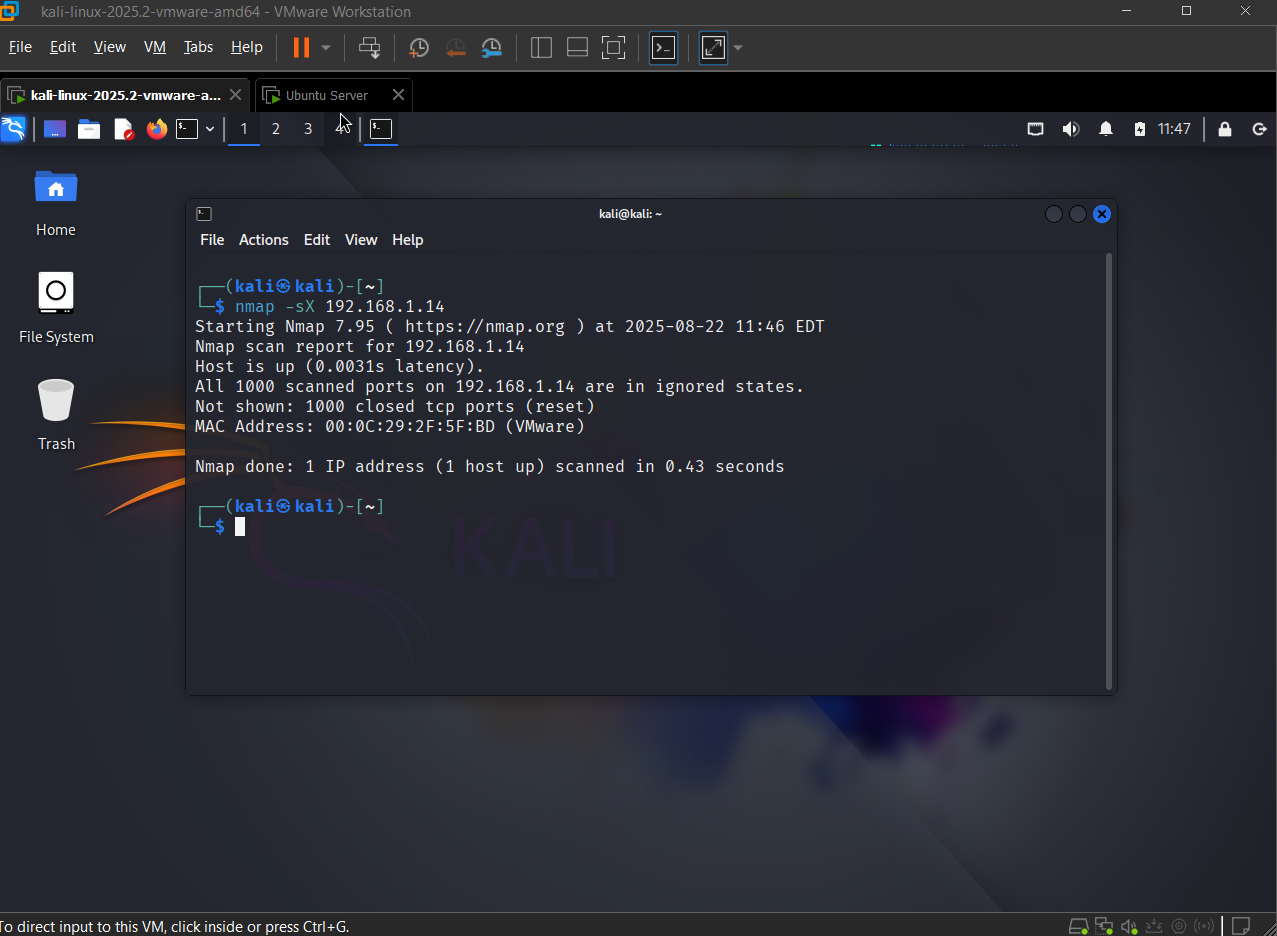 kali-linux-2025.2-vmware-amd64 - VMware Workstation
File Edit View VM Tabs Help
kali-linux-2025.2-vmware-a... Ubuntu Server
1 2 3 4 11:47
Home
File System
Trash
kali@kali: ~
File Actions Edit View Help
┌──(kali㉿kali)-[~]
└─$ nmap -sX 192.168.1.14
Starting Nmap 7.95 ( https://nmap.org ) at 2025-08-22 11:46 EDT
Nmap scan report for 192.168.1.14
Host is up (0.0031s latency).
All 1000 scanned ports on 192.168.1.14 are in ignored states.
Not shown: 1000 closed tcp ports (reset)
MAC Address: 00:0C:29:2F:5F:BD (VMware)
Nmap done: 1 IP address (1 host up) scanned in 0.43 seconds
┌──(kali㉿kali)-[~]
└─$
KALI
To direct input to this VM, click inside or press Ctrl+G.